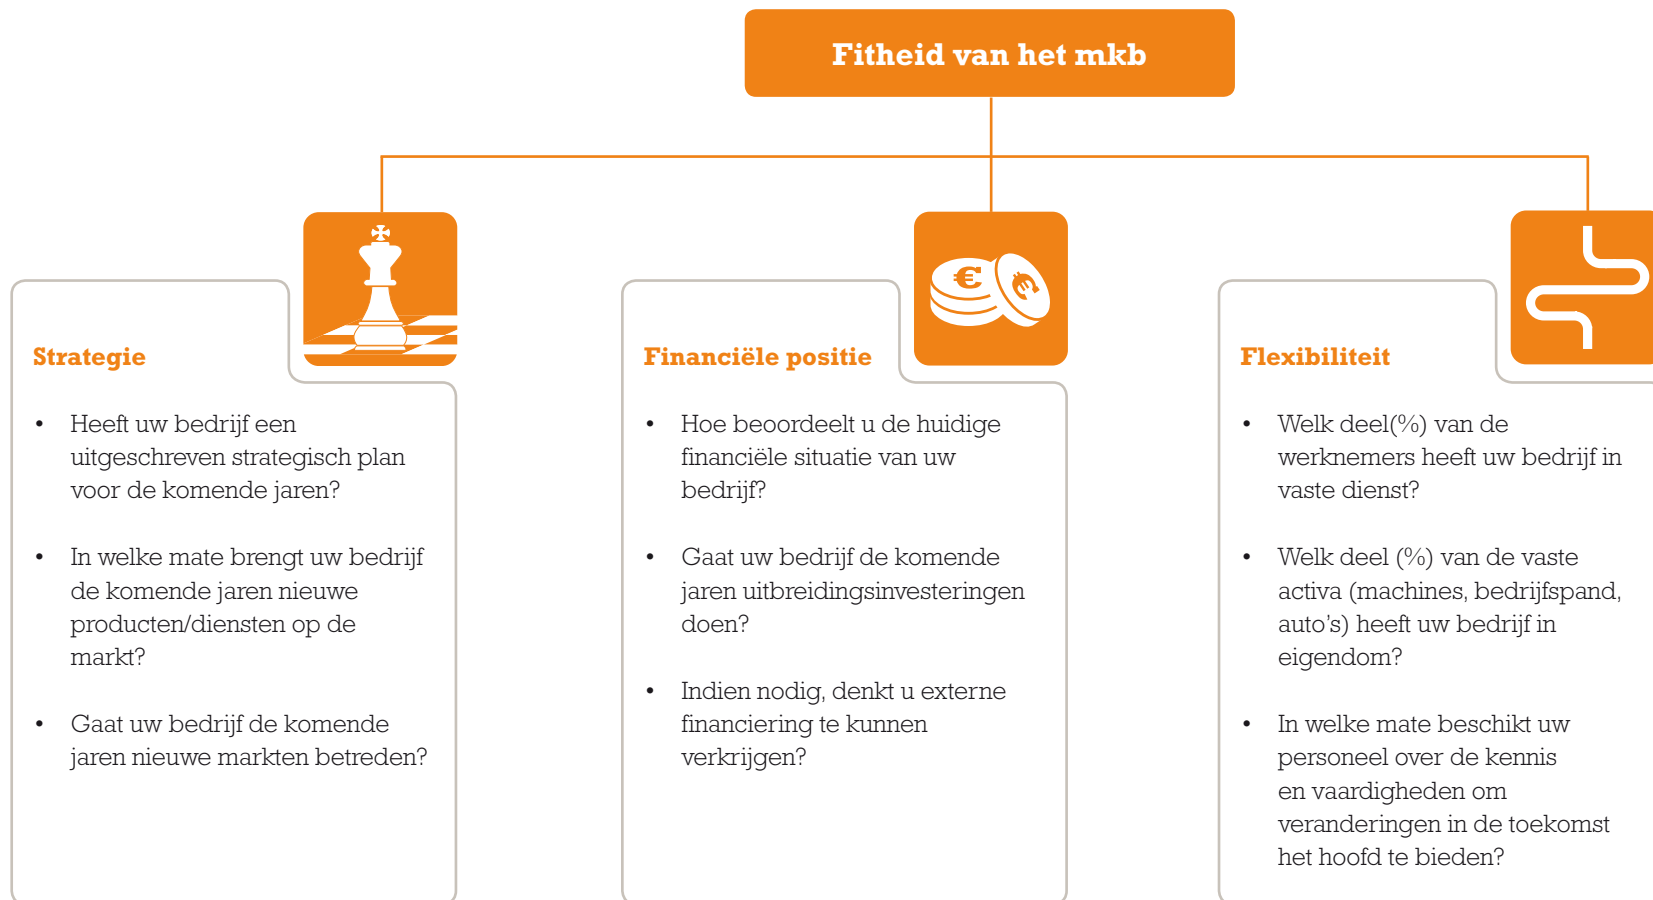 Fitheid van het mkb
Strategie
• Heeft uw bedrijf een
uitgeschreven strategisch plan
voor de komende jaren?
• In welke mate brengt uw bedrijf
de komende jaren nieuwe
producten/diensten op de
markt?
• Gaat uw bedrijf de komende
jaren nieuwe markten betreden?
€ €
Financiële positie
• Hoe beoordeelt u de huidige
financiële situatie van uw
bedrijf?
• Gaat uw bedrijf de komende
jaren uitbreidingsinvesteringen
doen?
• Indien nodig, denkt u externe
financiering te kunnen
verkrijgen?
Flexibiliteit
• Welk deel(%) van de
werknemers heeft uw bedrijf in
vaste dienst?
• Welk deel (%) van de vaste
activa (machines, bedrijfspand,
auto’s) heeft uw bedrijf in
eigendom?
• In welke mate beschikt uw
personeel over de kennis
en vaardigheden om
veranderingen in de toekomst
het hoofd te bieden?